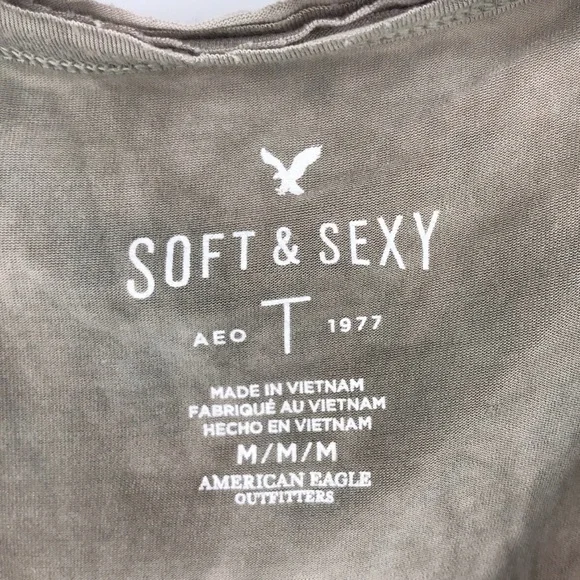 SOFT & SEXY
AEO T 1977
MADE IN VIETNAM
FABRIQUÉ AU VIETNAM
HECHO EN VIETNAM
M/M/M
AMERICAN EAGLE
OUTFITTERS